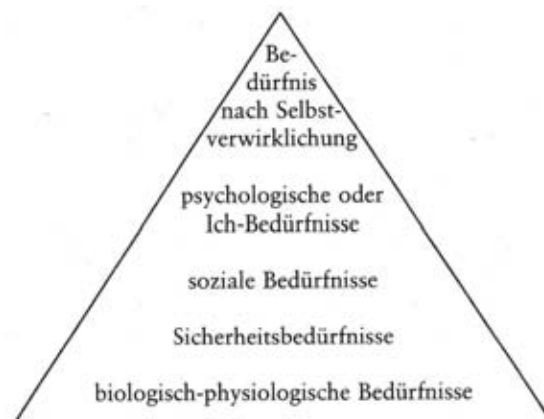 Be-
dürfnis
nach Selbst-
verwirklichung
psychologische oder
Ich-Bedürfnisse
soziale Bedürfnisse
Sicherheitsbedürfnisse
biologisch-physiologische Bedürfnisse